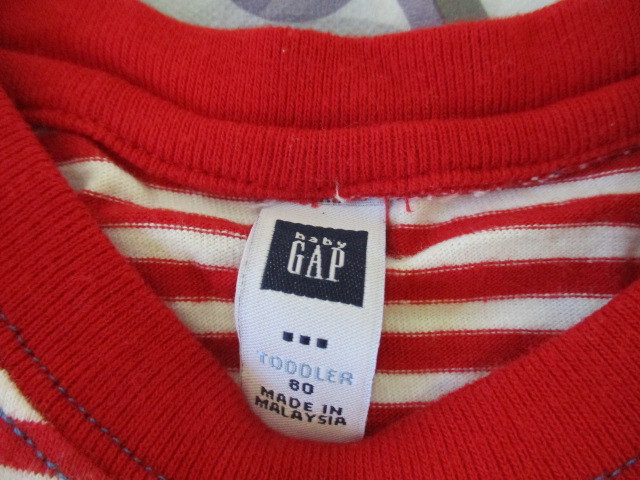 baby
GAP
TODDLER
80
MADE IN
MALAYSIA